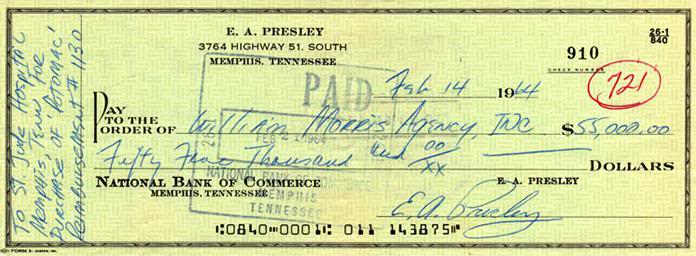 E. A. PRESLEY
3764 HIGHWAY 51, SOUTH
MEMPHIS, TENNESSEE
26-1
840
910
CHECK NUMBER
721
PAID
Feb 14 1964
PAY
TO THE
ORDER OF William Morris Agency, Inc $55,000.00
Fifty Five Thousand and 00
XX
DOLLARS
NATIONAL BANK OF COMMERCE
MEMPHIS, TENNESSEE
NATIONAL BANK OF
MEMPHIS
TENNESSEE
E. A. PRESLEY
E. A. Presley
0840 0001 011 143875
To St. Jude Hospital
Memphis, Tenn for
Purchase of 'Potomac'
Reimbursement # 1130